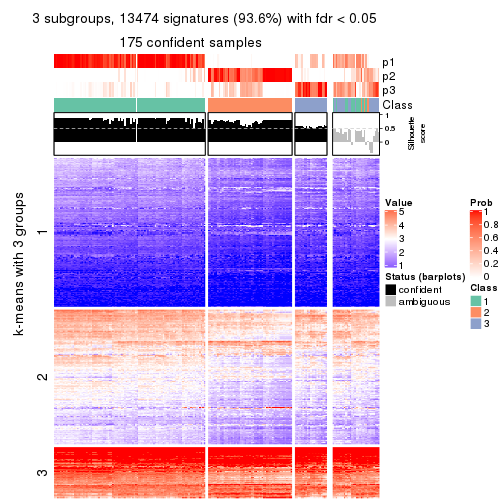 3 subgroups, 13474 signatures (93.6%) with fdr < 0.05
175 confident samples
p1
p2
p3
Class
1
0.5
0
Silhouette
score
k-means with 3 groups
1
2
3
Value
5
4
3
2
1
Status (barplots)
confident
ambiguous
Prob
1
0.8
0.6
0.4
0.2
0
Class
1
2
3